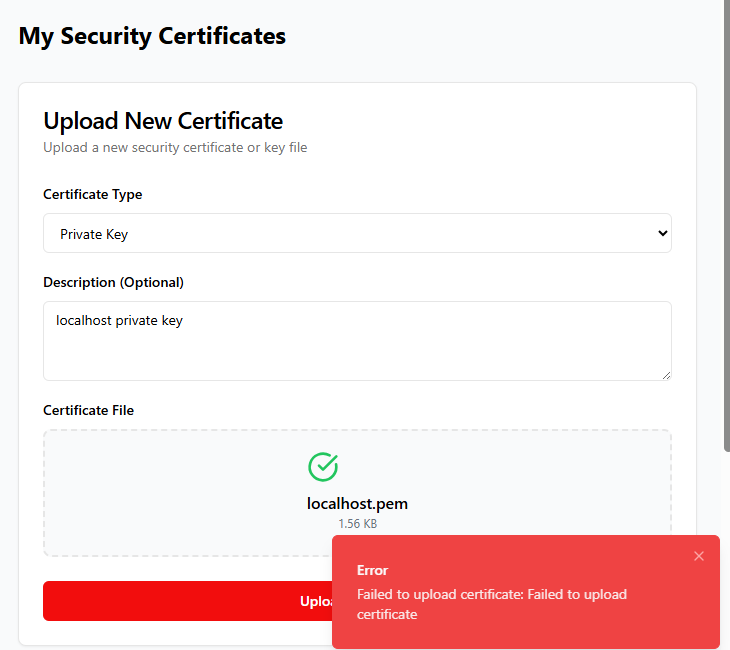 My Security Certificates
Upload New Certificate
Upload a new security certificate or key file
Certificate Type
Private Key
Description (Optional)
localhost private key
Certificate File
localhost.pem
1.56 KB
Error
Failed to upload certificate: Failed to upload
certificate